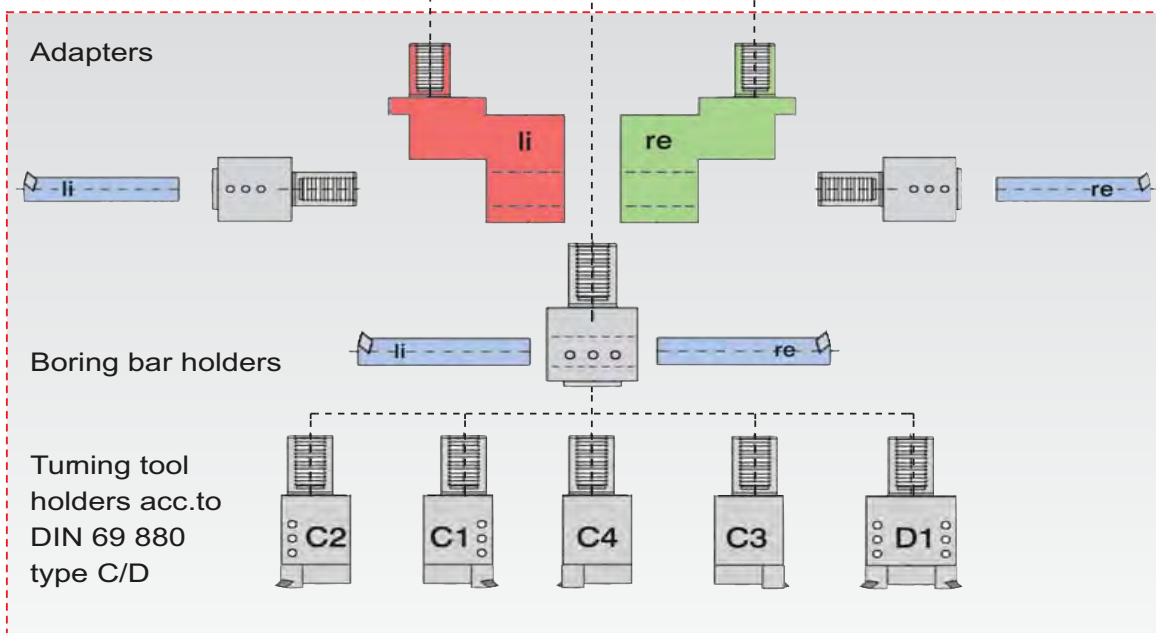 Adapters
li
re
li
re
li
re
Boring bar holders
Tuming tool
holders acc.to
DIN 69 880
type C/D
C2
C1
C4
C3
D1